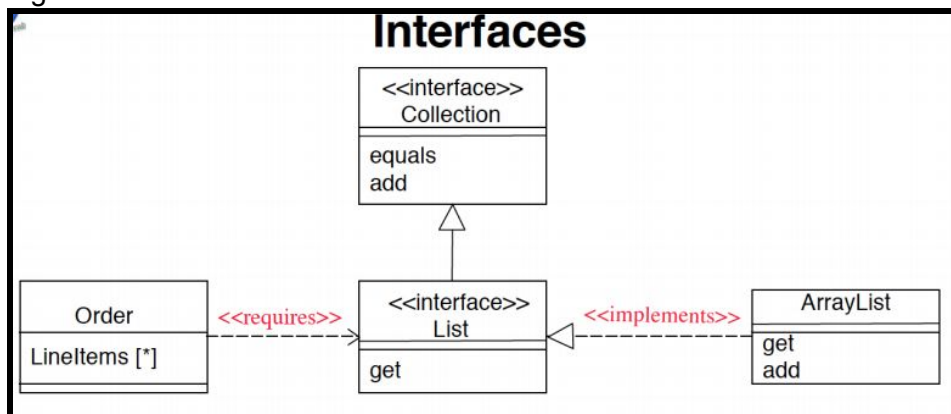 Interfaces
<<interface>>
Collection
equals
add
Order
LineItems [*]
<<requires>>
<<interface>>
List
get
<<implements>>
ArrayList
get
add